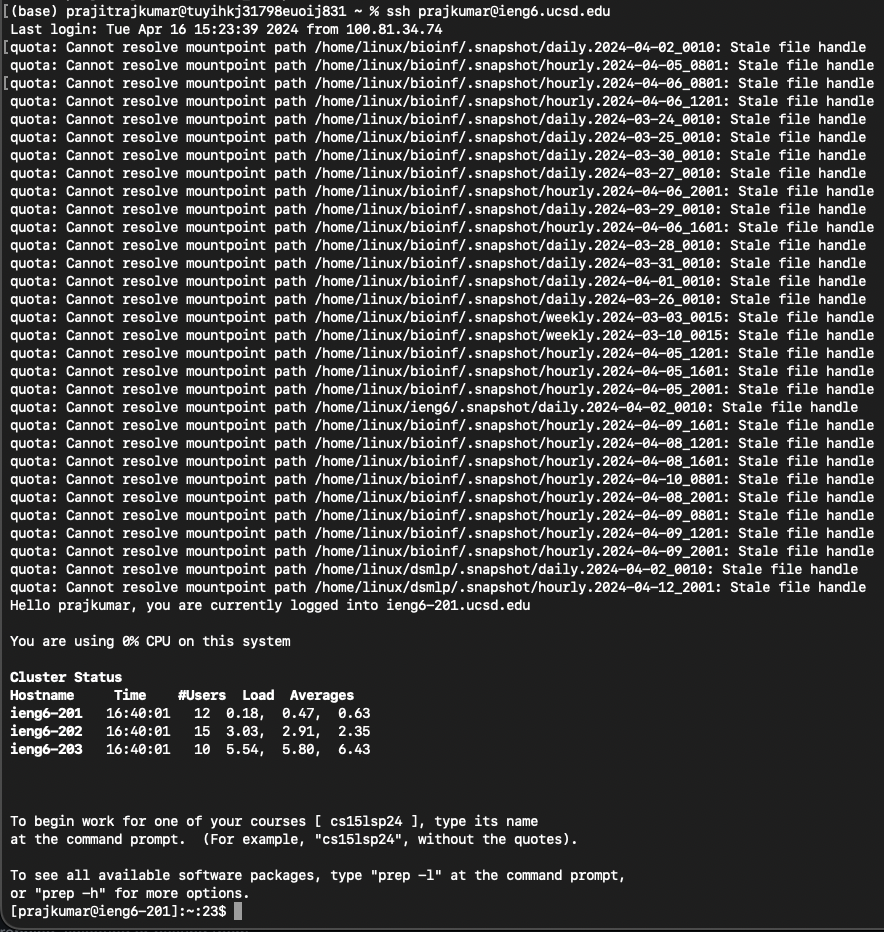 [(base) prajitrajkumar@tuyihkj31798euoij831 ~ % ssh prajkumar@ieng6.ucsd.edu
Last login: Tue Apr 16 15:23:39 2024 from 100.81.34.74
[quota: Cannot resolve mountpoint path /home/linux/bioinf/.snapshot/daily.2024-04-02_0010: Stale file handle
quota: Cannot resolve mountpoint path /home/linux/bioinf/.snapshot/hourly.2024-04-05_0801: Stale file handle
[quota: Cannot resolve mountpoint path /home/linux/bioinf/.snapshot/hourly.2024-04-06_0801: Stale file handle
quota: Cannot resolve mountpoint path /home/linux/bioinf/.snapshot/hourly.2024-04-06_1201: Stale file handle
quota: Cannot resolve mountpoint path /home/linux/bioinf/.snapshot/daily.2024-03-24_0010: Stale file handle
quota: Cannot resolve mountpoint path /home/linux/bioinf/.snapshot/daily.2024-03-25_0010: Stale file handle
quota: Cannot resolve mountpoint path /home/linux/bioinf/.snapshot/daily.2024-03-30_0010: Stale file handle
quota: Cannot resolve mountpoint path /home/linux/bioinf/.snapshot/daily.2024-03-27_0010: Stale file handle
quota: Cannot resolve mountpoint path /home/linux/bioinf/.snapshot/hourly.2024-04-06_2001: Stale file handle
quota: Cannot resolve mountpoint path /home/linux/bioinf/.snapshot/daily.2024-03-29_0010: Stale file handle
quota: Cannot resolve mountpoint path /home/linux/bioinf/.snapshot/hourly.2024-04-06_1601: Stale file handle
quota: Cannot resolve mountpoint path /home/linux/bioinf/.snapshot/daily.2024-03-28_0010: Stale file handle
quota: Cannot resolve mountpoint path /home/linux/bioinf/.snapshot/daily.2024-03-31_0010: Stale file handle
quota: Cannot resolve mountpoint path /home/linux/bioinf/.snapshot/daily.2024-04-01_0010: Stale file handle
quota: Cannot resolve mountpoint path /home/linux/bioinf/.snapshot/daily.2024-03-26_0010: Stale file handle
quota: Cannot resolve mountpoint path /home/linux/bioinf/.snapshot/weekly.2024-03-03_0015: Stale file handle
quota: Cannot resolve mountpoint path /home/linux/bioinf/.snapshot/weekly.2024-03-10_0015: Stale file handle
quota: Cannot resolve mountpoint path /home/linux/bioinf/.snapshot/hourly.2024-04-05_1201: Stale file handle
quota: Cannot resolve mountpoint path /home/linux/bioinf/.snapshot/hourly.2024-04-05_1601: Stale file handle
quota: Cannot resolve mountpoint path /home/linux/bioinf/.snapshot/hourly.2024-04-05_2001: Stale file handle
quota: Cannot resolve mountpoint path /home/linux/ieng6/.snapshot/daily.2024-04-02_0010: Stale file handle
quota: Cannot resolve mountpoint path /home/linux/bioinf/.snapshot/hourly.2024-04-09_1601: Stale file handle
quota: Cannot resolve mountpoint path /home/linux/bioinf/.snapshot/hourly.2024-04-08_1201: Stale file handle
quota: Cannot resolve mountpoint path /home/linux/bioinf/.snapshot/hourly.2024-04-08_1601: Stale file handle
quota: Cannot resolve mountpoint path /home/linux/bioinf/.snapshot/hourly.2024-04-10_0801: Stale file handle
quota: Cannot resolve mountpoint path /home/linux/bioinf/.snapshot/hourly.2024-04-08_2001: Stale file handle
quota: Cannot resolve mountpoint path /home/linux/bioinf/.snapshot/hourly.2024-04-09_0801: Stale file handle
quota: Cannot resolve mountpoint path /home/linux/bioinf/.snapshot/hourly.2024-04-09_1201: Stale file handle
quota: Cannot resolve mountpoint path /home/linux/bioinf/.snapshot/hourly.2024-04-09_2001: Stale file handle
quota: Cannot resolve mountpoint path /home/linux/dsmlp/.snapshot/daily.2024-04-02_0010: Stale file handle
quota: Cannot resolve mountpoint path /home/linux/dsmlp/.snapshot/hourly.2024-04-12_2001: Stale file handle
Hello prajkumar, you are currently logged into ieng6-201.ucsd.edu
You are using 0% CPU on this system
Cluster Status
Hostname Time #Users Load Averages
ieng6-201 16:40:01 12 0.18, 0.47, 0.63
ieng6-202 16:40:01 15 3.03, 2.91, 2.35
ieng6-203 16:40:01 10 5.54, 5.80, 6.43
To begin work for one of your courses [ cs15lsp24 ], type its name
at the command prompt. (For example, "cs15lsp24", without the quotes).
To see all available software packages, type "prep -l" at the command prompt,
or "prep -h" for more options.
[prajkumar@ieng6-201]:~:23$